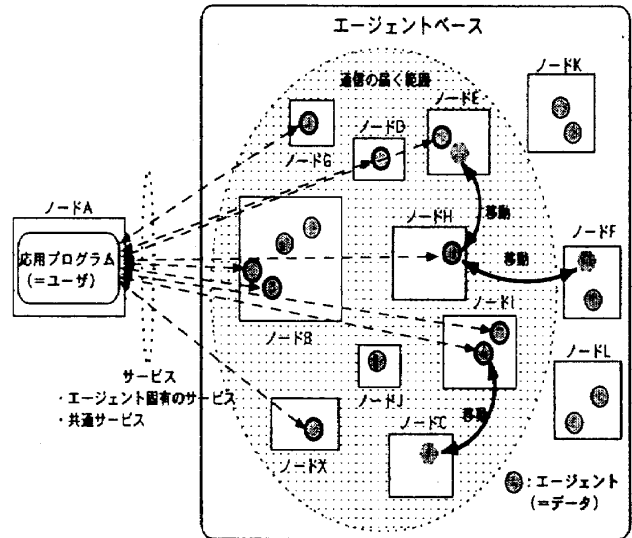 エージェントベース
通信の届く範囲
ノードK
ノードE
ノードD
ノードG
ノードA
応用プログラム
(=ユーザ)
ノードH
移動
移動
ノードF
ノードB
ノードI
サービス
・エージェント固有のサービス
・共通サービス
ノードJ
移動
ノードL
ノードC
ノードX
:エージェント
(=データ)